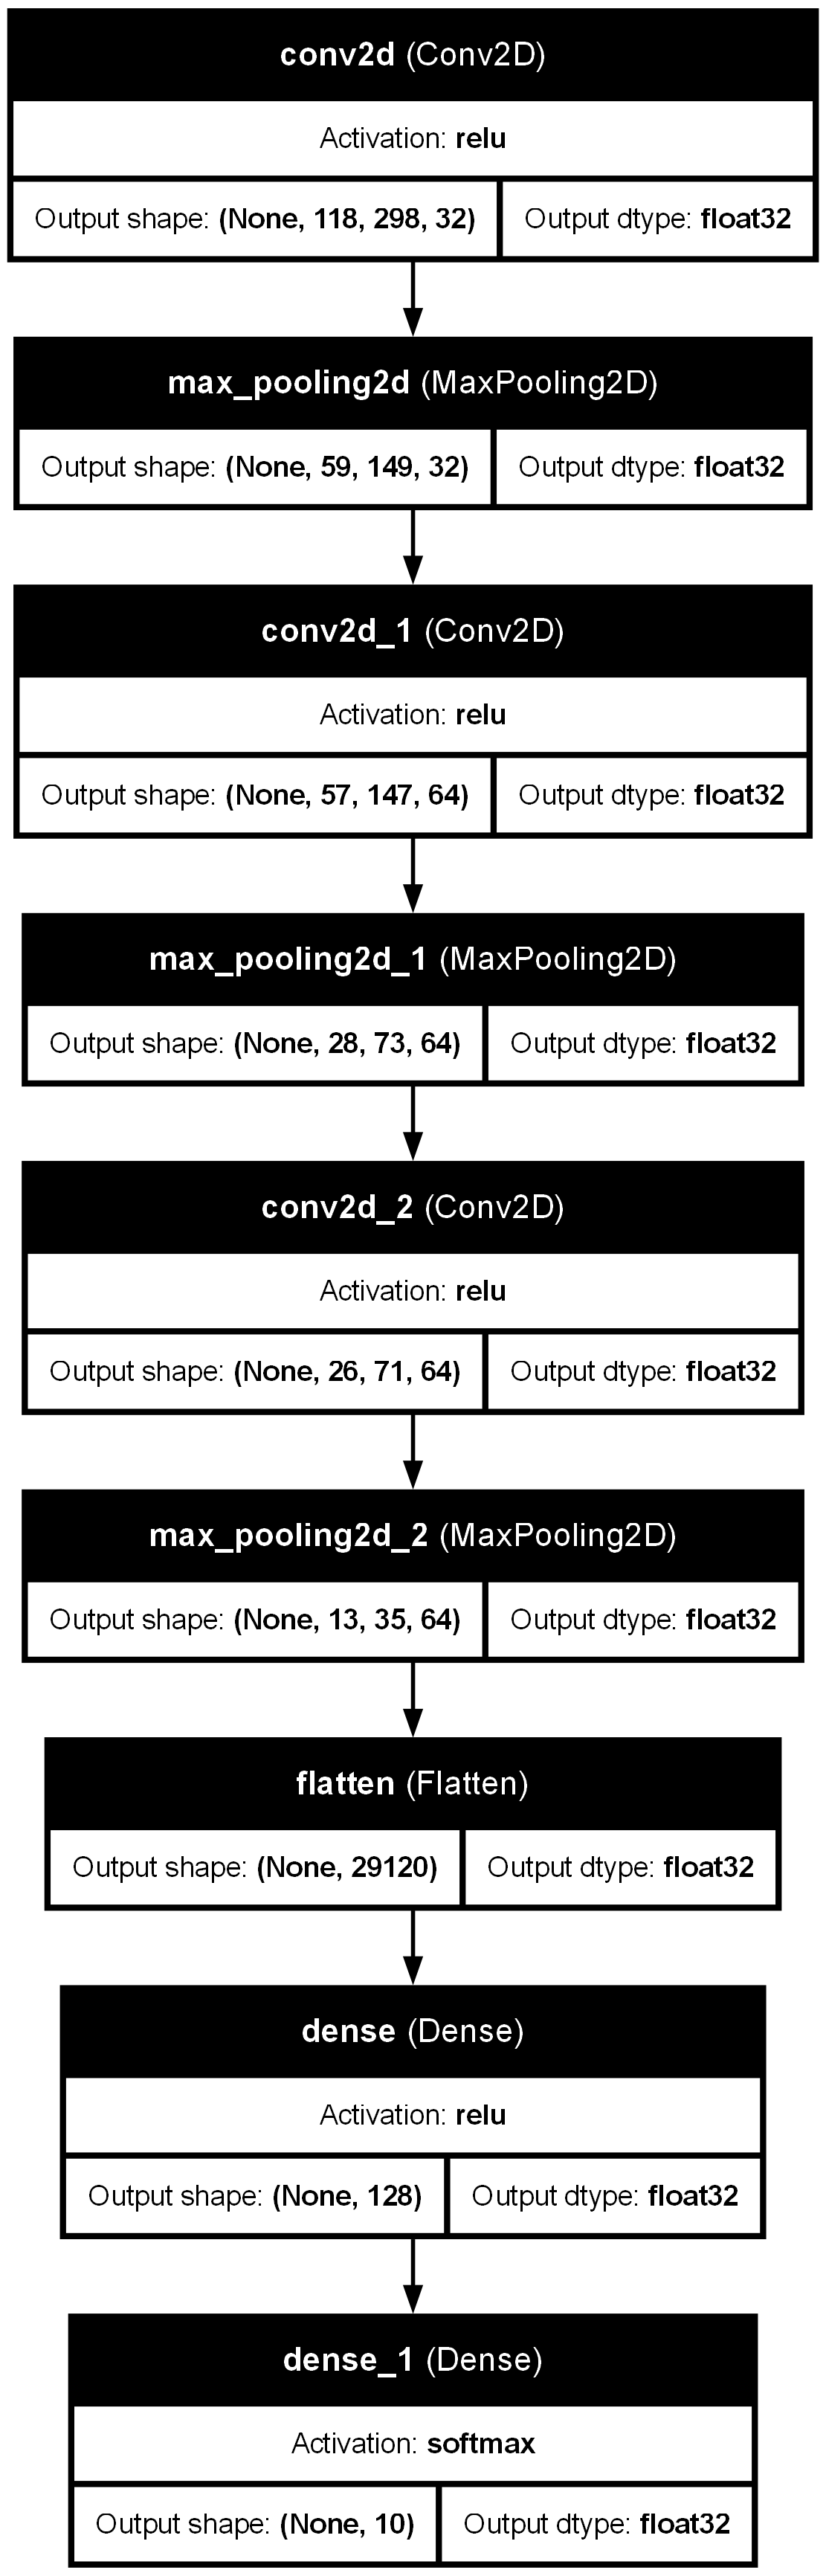 conv2d (Conv2D)
Activation: relu
Output shape: (None, 118, 298, 32) Output dtype: float32
max_pooling2d (MaxPooling2D)
Output shape: (None, 59, 149, 32) Output dtype: float32
conv2d_1 (Conv2D)
Activation: relu
Output shape: (None, 57, 147, 64) Output dtype: float32
max_pooling2d_1 (MaxPooling2D)
Output shape: (None, 28, 73, 64) Output dtype: float32
conv2d_2 (Conv2D)
Activation: relu
Output shape: (None, 26, 71, 64) Output dtype: float32
max_pooling2d_2 (MaxPooling2D)
Output shape: (None, 13, 35, 64) Output dtype: float32
flatten (Flatten)
Output shape: (None, 29120) Output dtype: float32
dense (Dense)
Activation: relu
Output shape: (None, 128) Output dtype: float32
dense_1 (Dense)
Activation: softmax
Output shape: (None, 10) Output dtype: float32